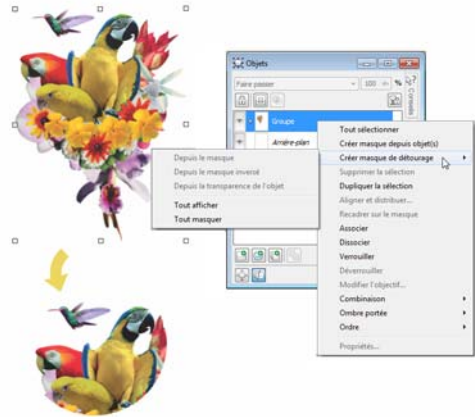 Objets
Faire passer
100
%
Conseils
Groupe
Arrière-plan
Tout sélectionner
Créer masque depuis objet(s)
Créer masque de détourage
Supprimer la sélection
Dupliquer la sélection
Aligner et distribuer...
Recadrer sur le masque
Associer
Dissocier
Verrouiller
Déverrouiller
Modifier l'objectif...
Combinaison
Ombre portée
Ordre
Propriétés...
Depuis le masque
Depuis le masque inversé
Depuis la transparence de l'objet
Tout afficher
Tout masquer